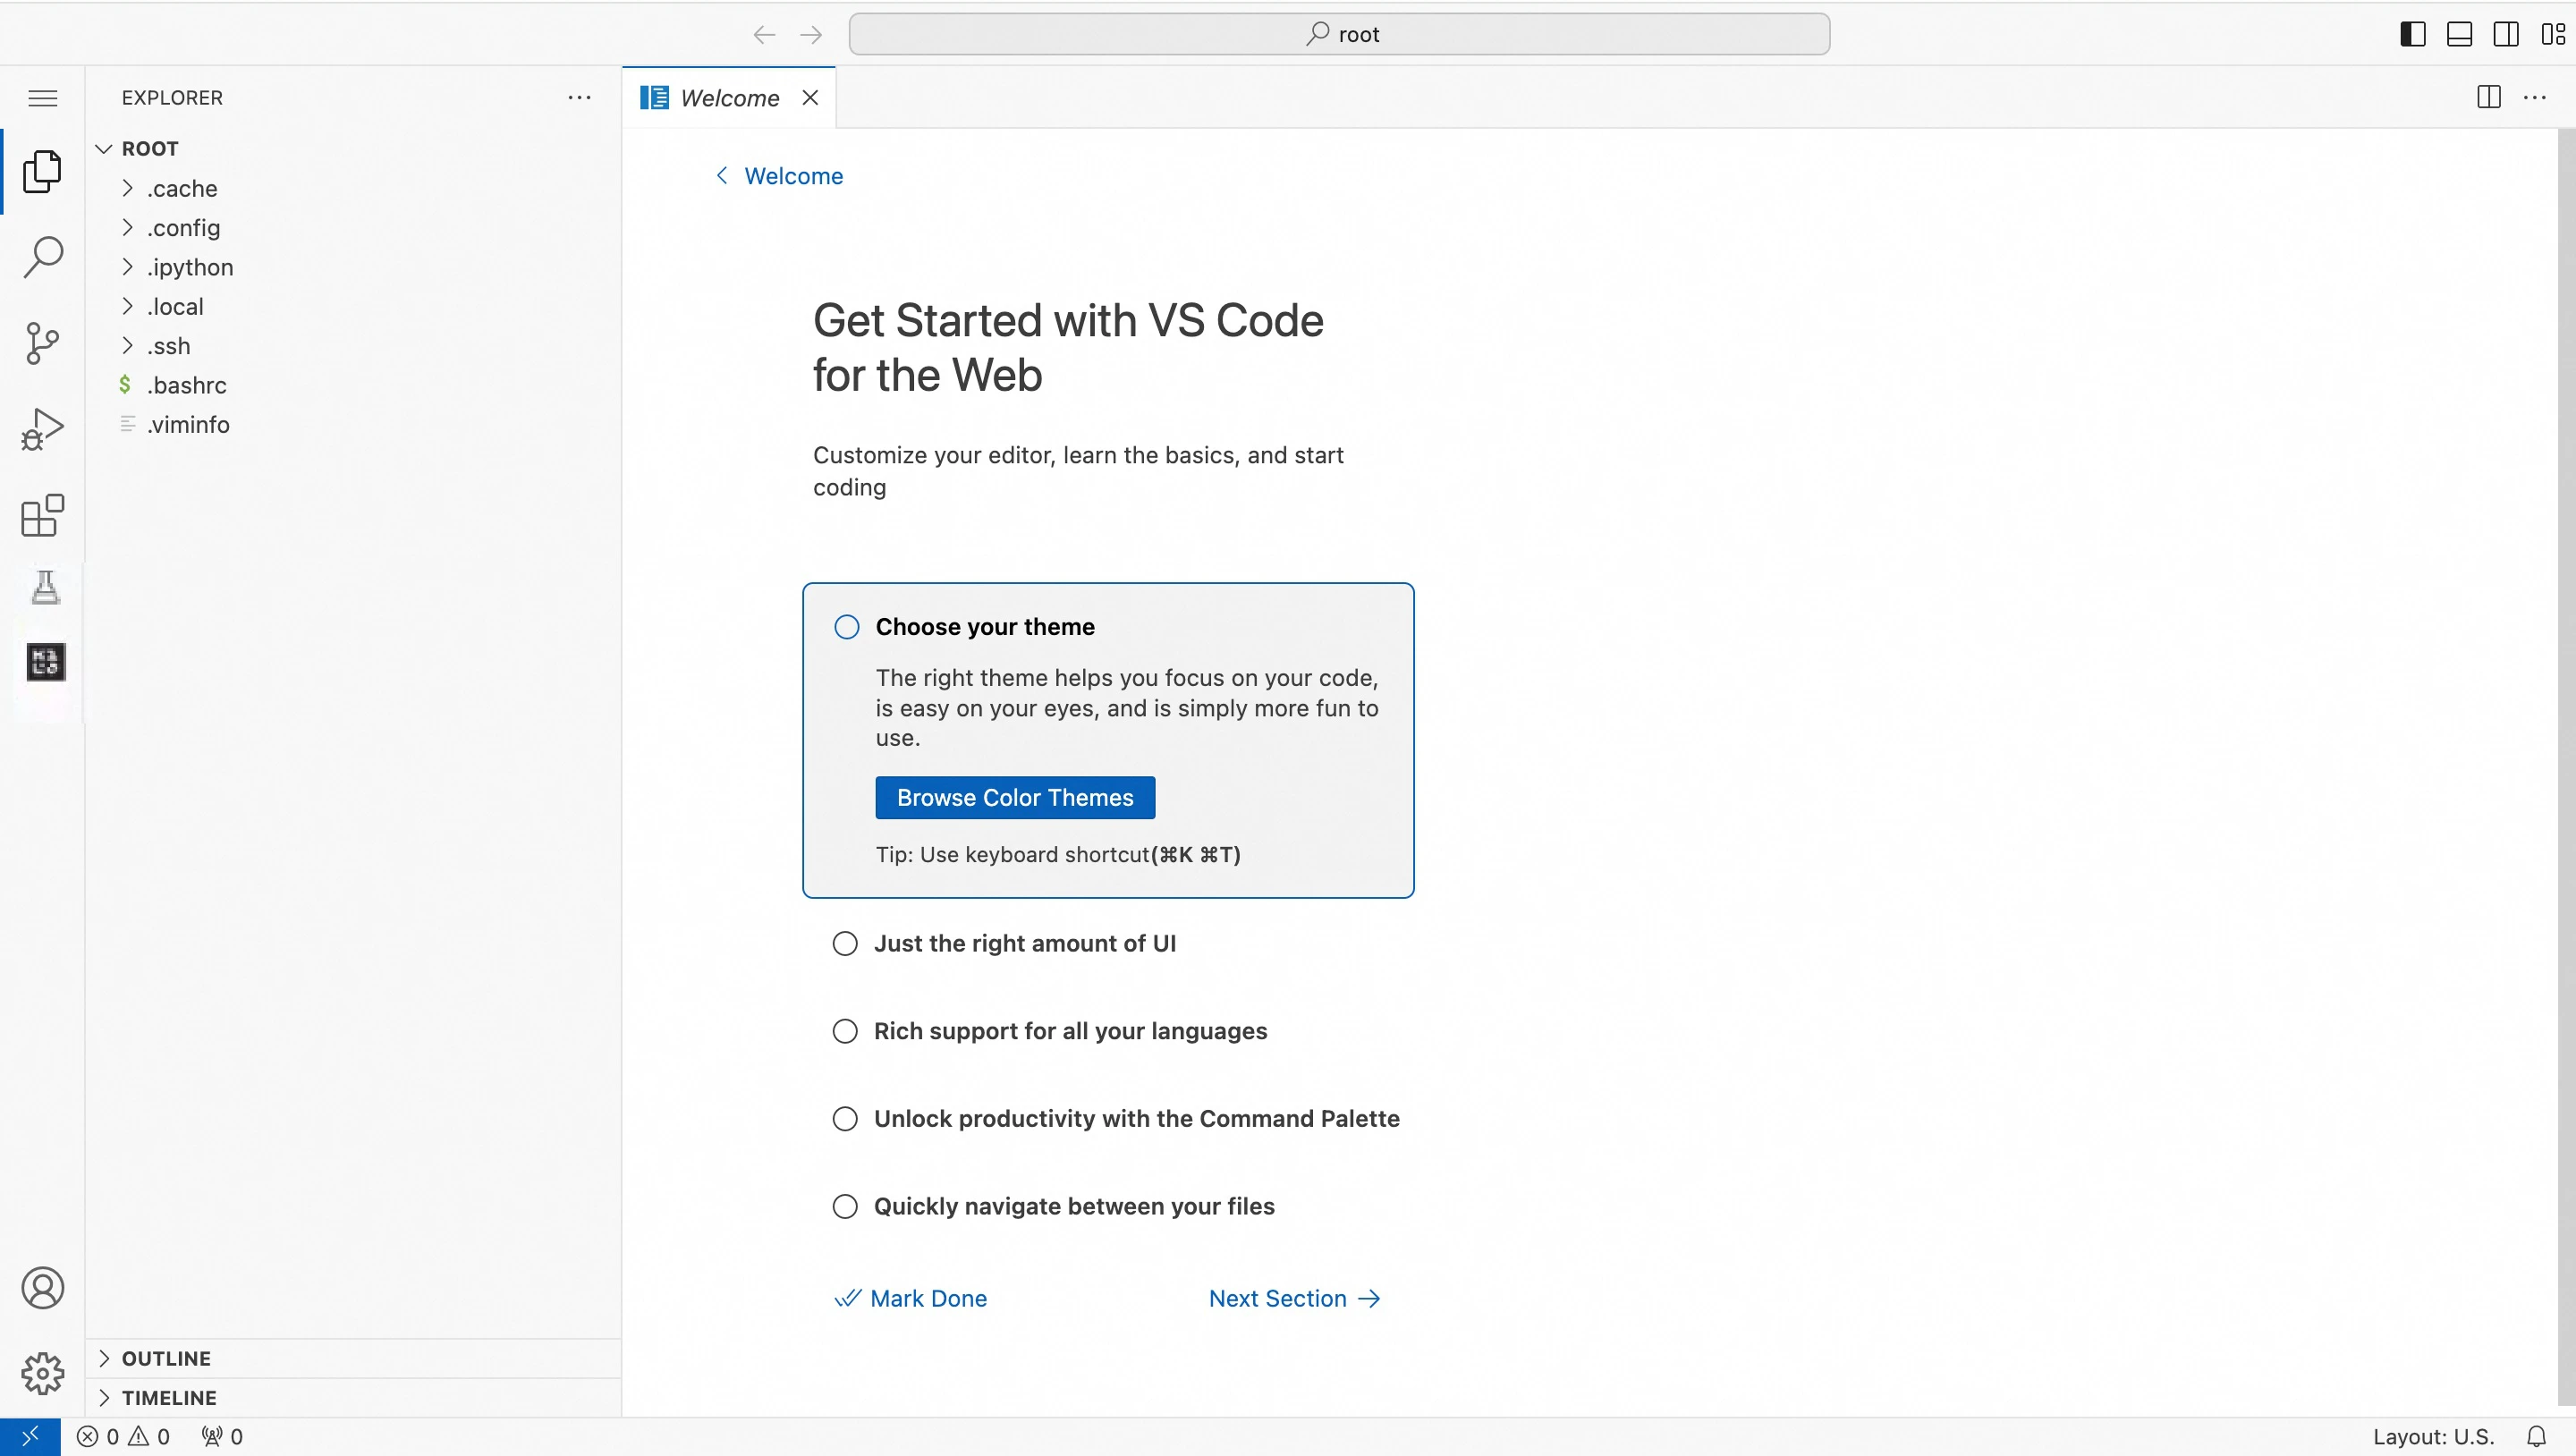 root
EXPLORER
Welcome
ROOT
.cache
.config
.ipython
.local
.ssh
$ .bashrc
.viminfo
Welcome
Get Started with VS Code
for the Web
Customize your editor, learn the basics, and start
coding
Choose your theme
The right theme helps you focus on your code,
is easy on your eyes, and is simply more fun to
use.
Browse Color Themes
Tip: Use keyboard shortcut(⌘K ⌘T)
Just the right amount of UI
Rich support for all your languages
Unlock productivity with the Command Palette
Quickly navigate between your files
Mark Done
Next Section
OUTLINE
TIMELINE
0 0 0
Layout: U.S.